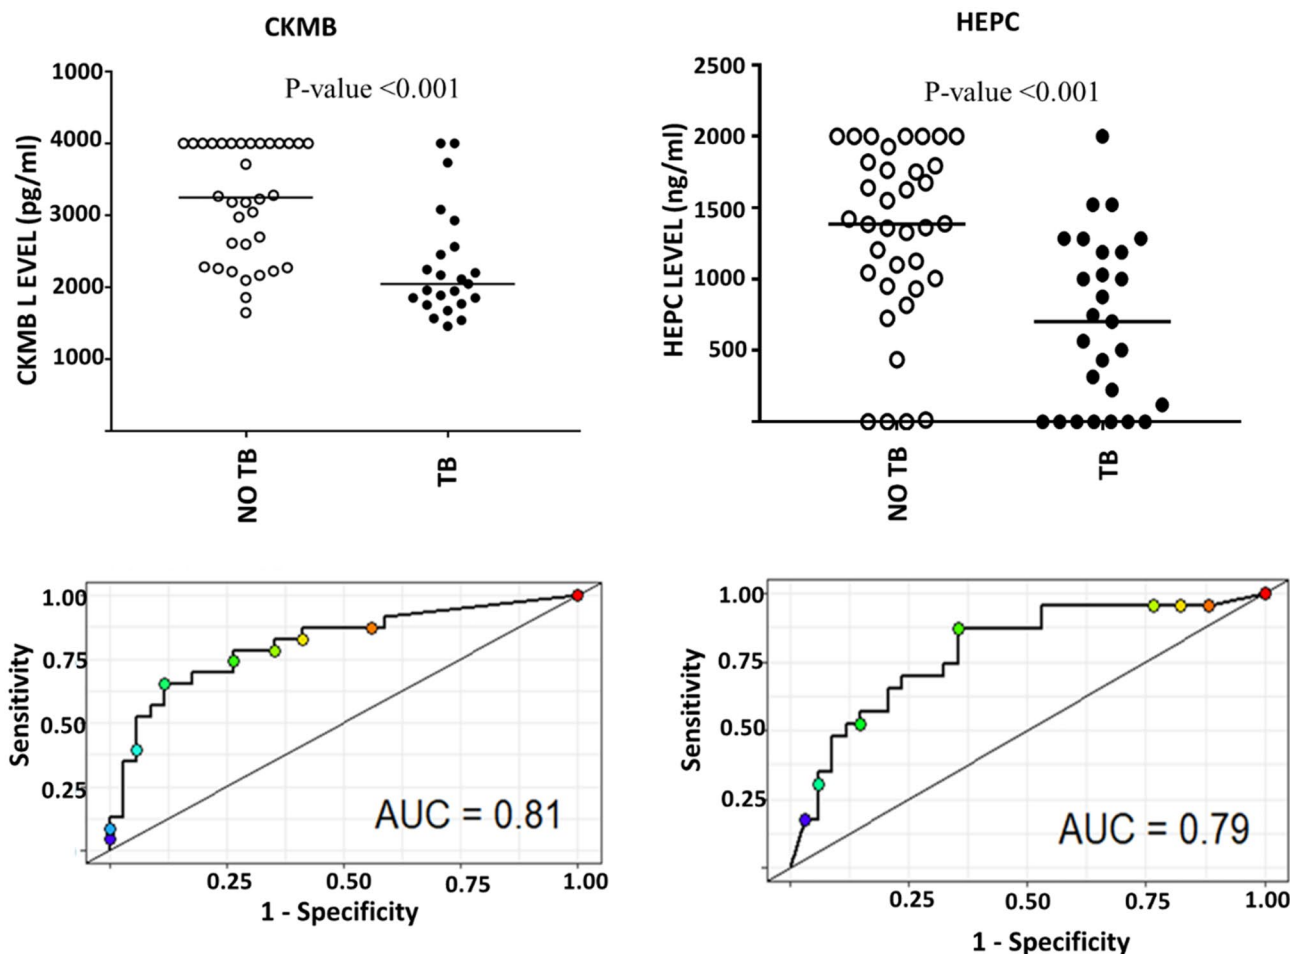 CKMB
P-value <0.001
CKMB L EVEL (pg/ml)
1000
4000
3000
2000
1000
NO TB
TB
HEPC
P-value <0.001
HEPC LEVEL (ng/ml)
2500
2000
1500
1000
500
NO TB
TB
Sensitivity
1.00
0.75
0.50
0.25
AUC = 0.81
0.25
0.50
0.75
1.00
1 - Specificity
Sensitivity
1.00
0.75
0.50
0.25
AUC = 0.79
0.25
0.50
0.75
1.00
1 - Specificity